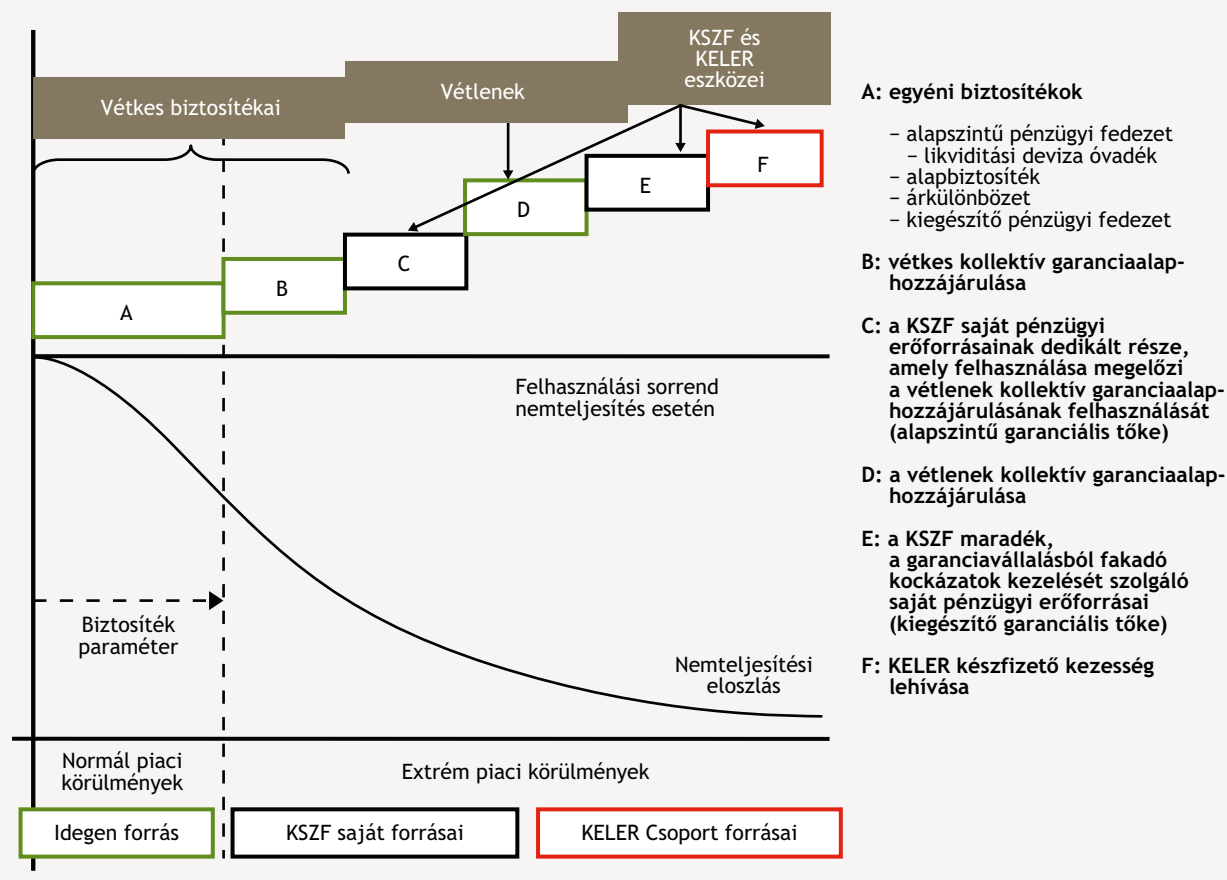 Vétkes biztosítékai
Vétlenek
KSZF és
KELER
eszközei
A
B
C
D
E
F
Felhasználási sorrend
nemteljesítés esetén
Biztosíték
paraméter
Nemteljesítési
eloszlás
Normál piaci
körülmények
Extrém piaci körülmények
Idegen forrás
KSZF saját forrásai
KELER Csoport forrásai
A: egyéni biztosítékok
– alapszintű pénzügyi fedezet
– likviditási deviza óvadék
– alapbiztosíték
– árkülönbözet
– kiegészítő pénzügyi fedezet
B: vétkes kollektív garanciaalap-
hozzájárulása
C: a KSZF saját pénzügyi
erőforrásainak dedikált része,
amely felhasználása megelőzi
a vétlenek kollektív garanciaalap-
hozzájárulásának felhasználását
(alapszintű garanciális tőke)
D: a vétlenek kollektív garanciaalap-
hozzájárulása
E: a KSZF maradék,
a garanciavállalásból fakadó
kockázatok kezelését szolgáló
saját pénzügyi erőforrásai
(kiegészítő garanciális tőke)
F: KELER készfizető kezesség
lehívása